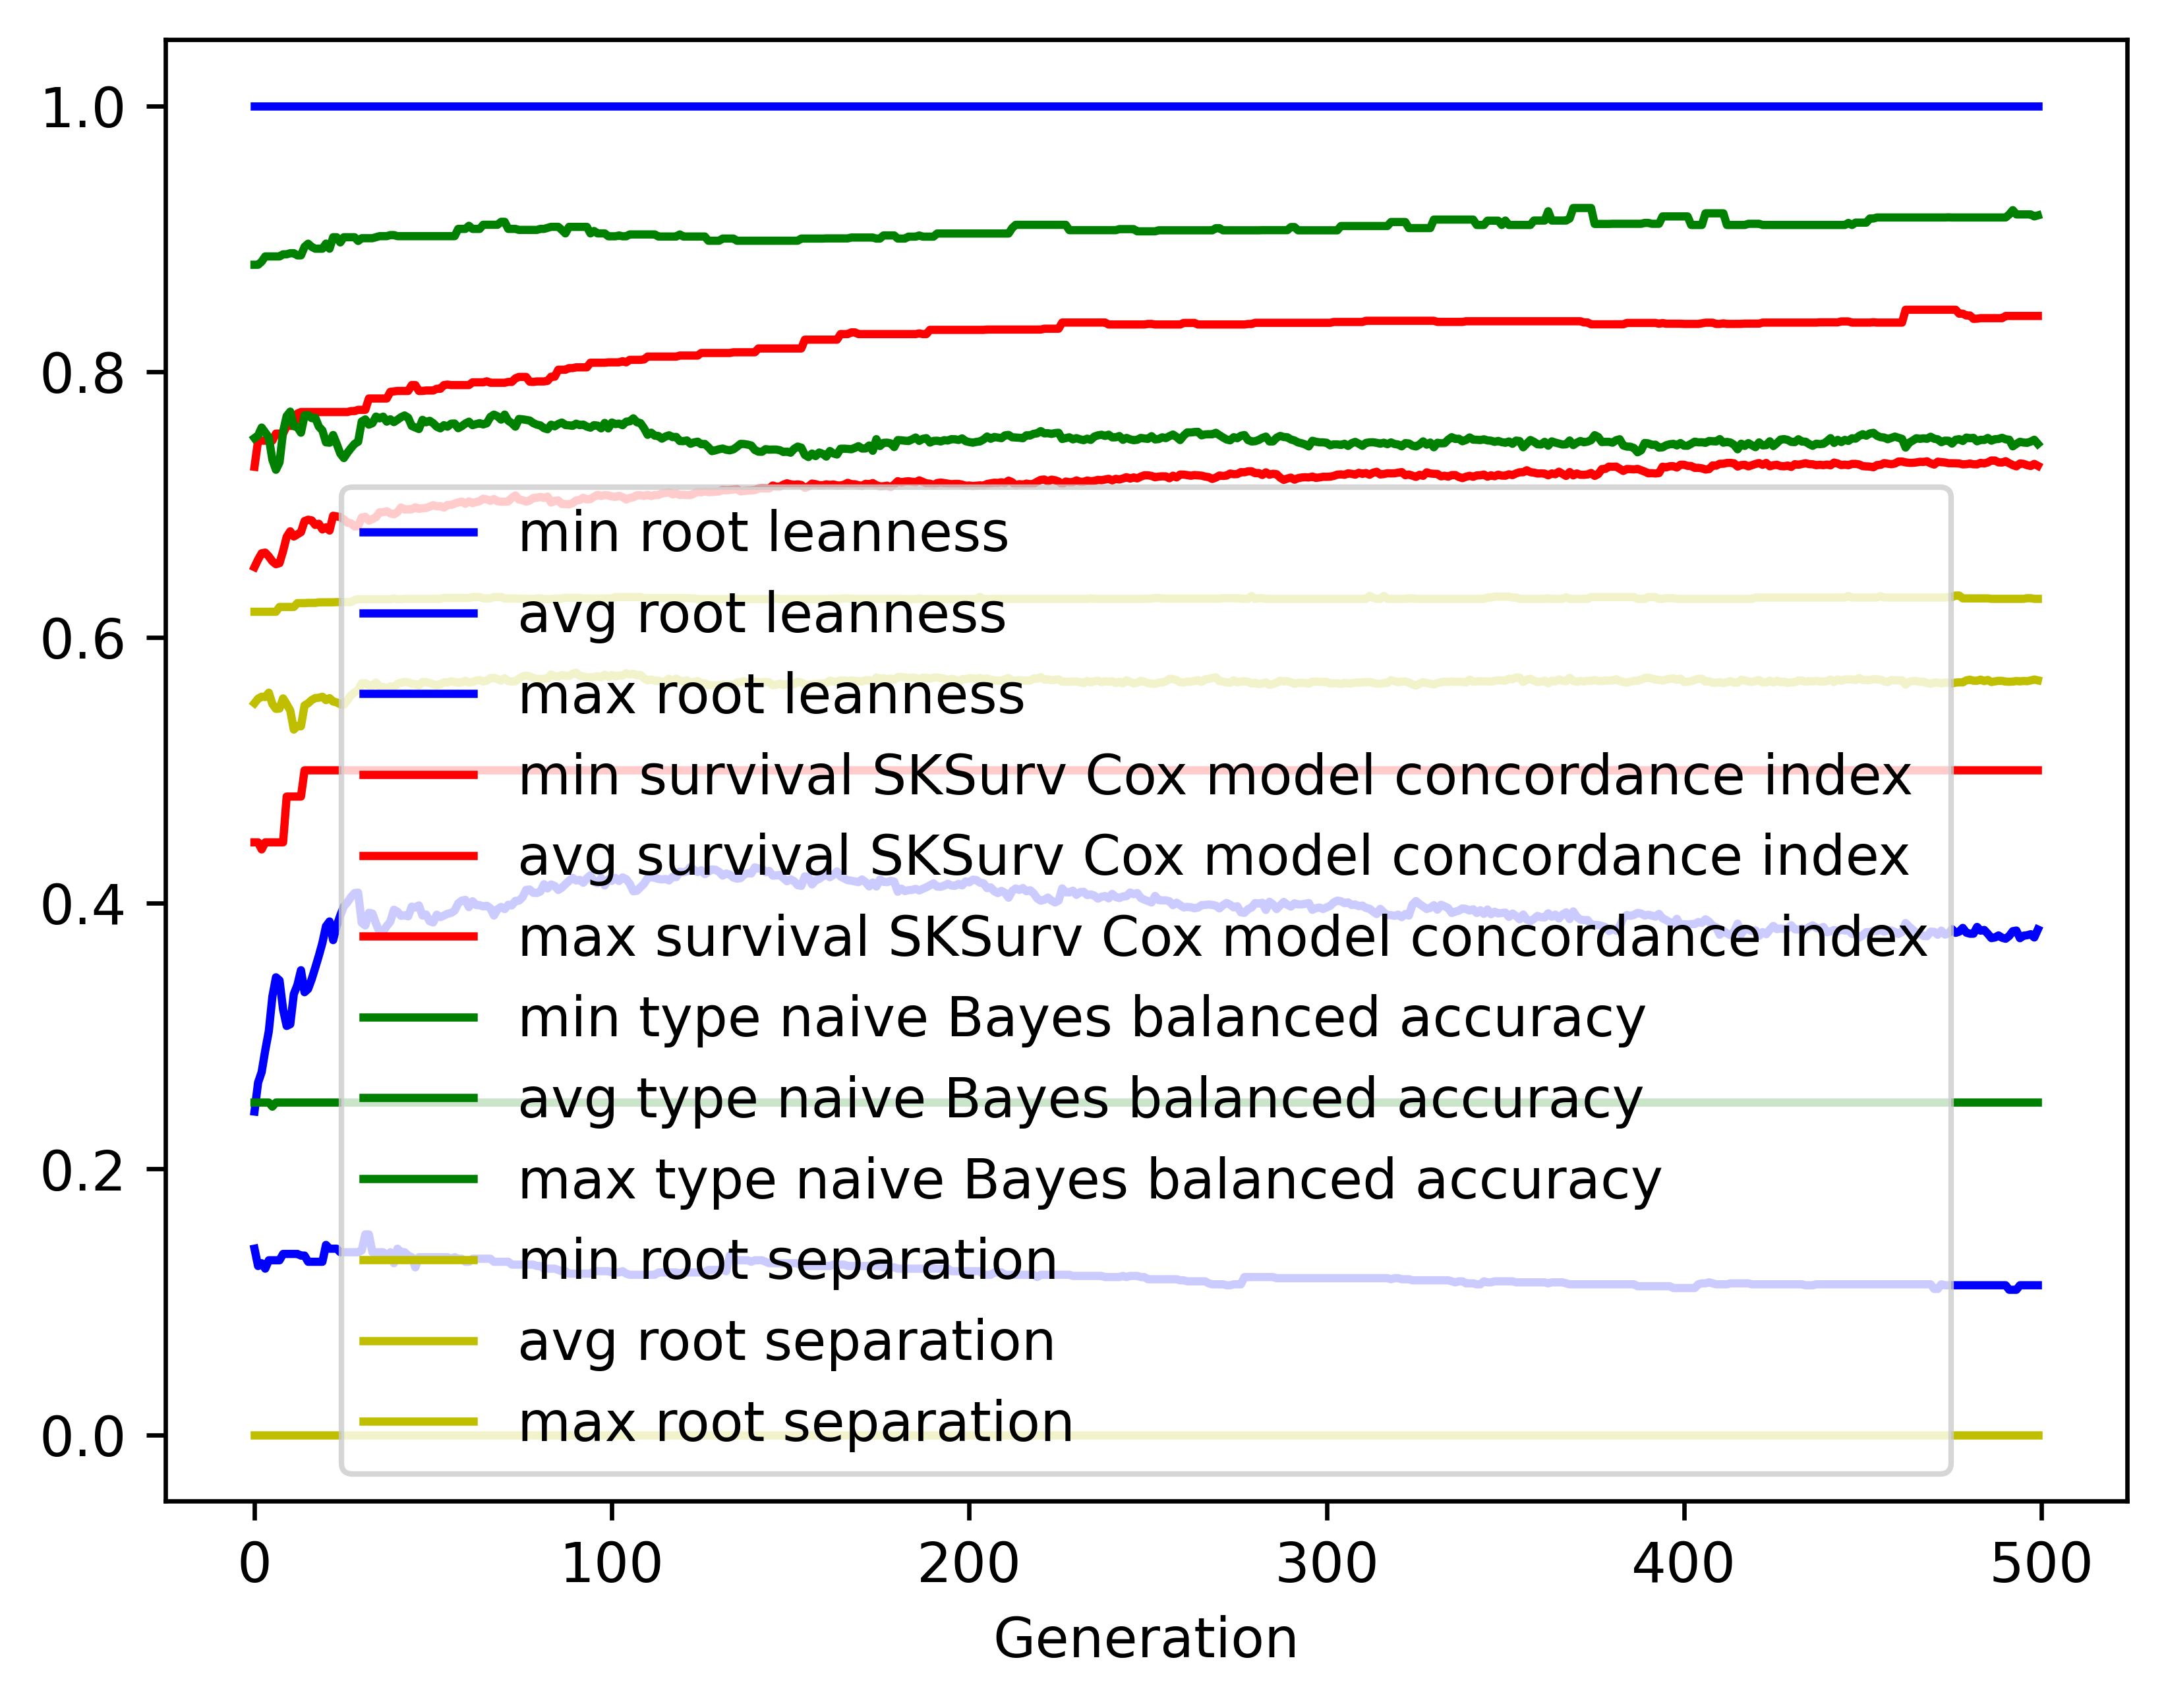 1.0
0.8
0.6
0.4
0.2
0.0
min root leanness
avg root leanness
max root leanness
min survival SKSurv Cox model concordance index
avg survival SKSurv Cox model concordance index
max survival SKSurv Cox model concordance index
min type naive Bayes balanced accuracy
avg type naive Bayes balanced accuracy
max type naive Bayes balanced accuracy
min root separation
avg root separation
max root separation
0 100 200 300 400 500
Generation